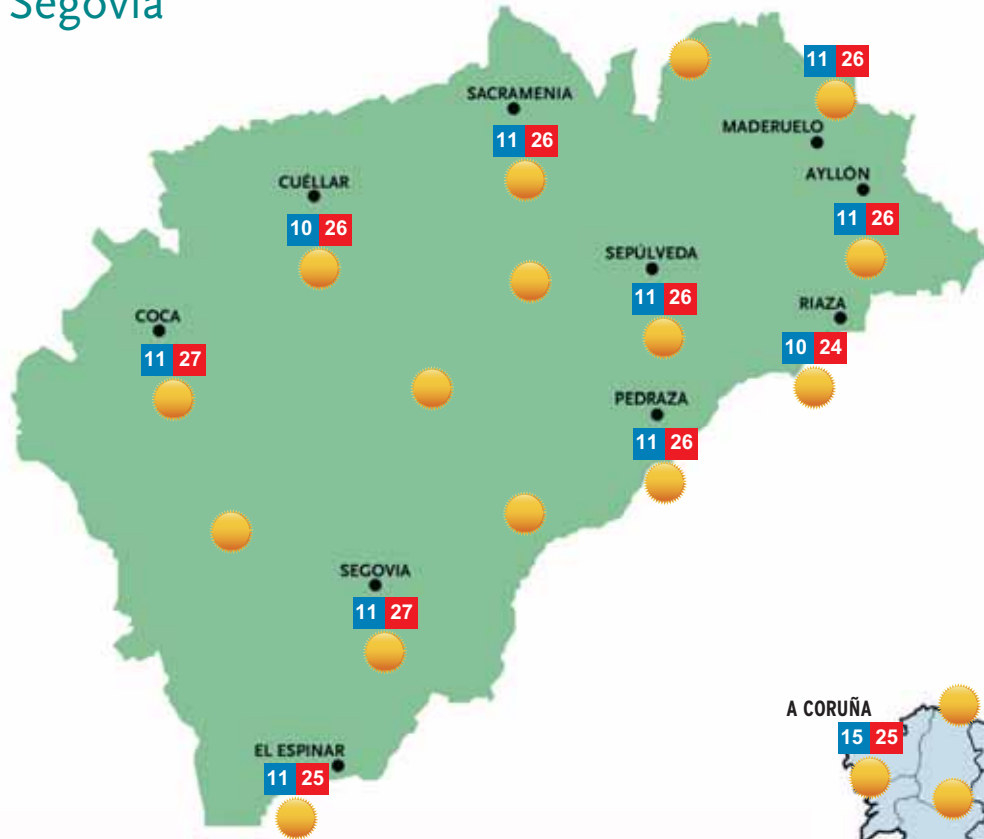 Segovia
11 26
SACRAMENIA
11 26
MADERUELO
CUÉLLAR
10 26
AYLLÓN
11 26
SEPÚLVEDA
11 26
RIAZA
10 24
COCA
11 27
PEDRAZA
11 26
SEGOVIA
11 27
A CORUÑA
15 25
EL ESPINAR
11 25